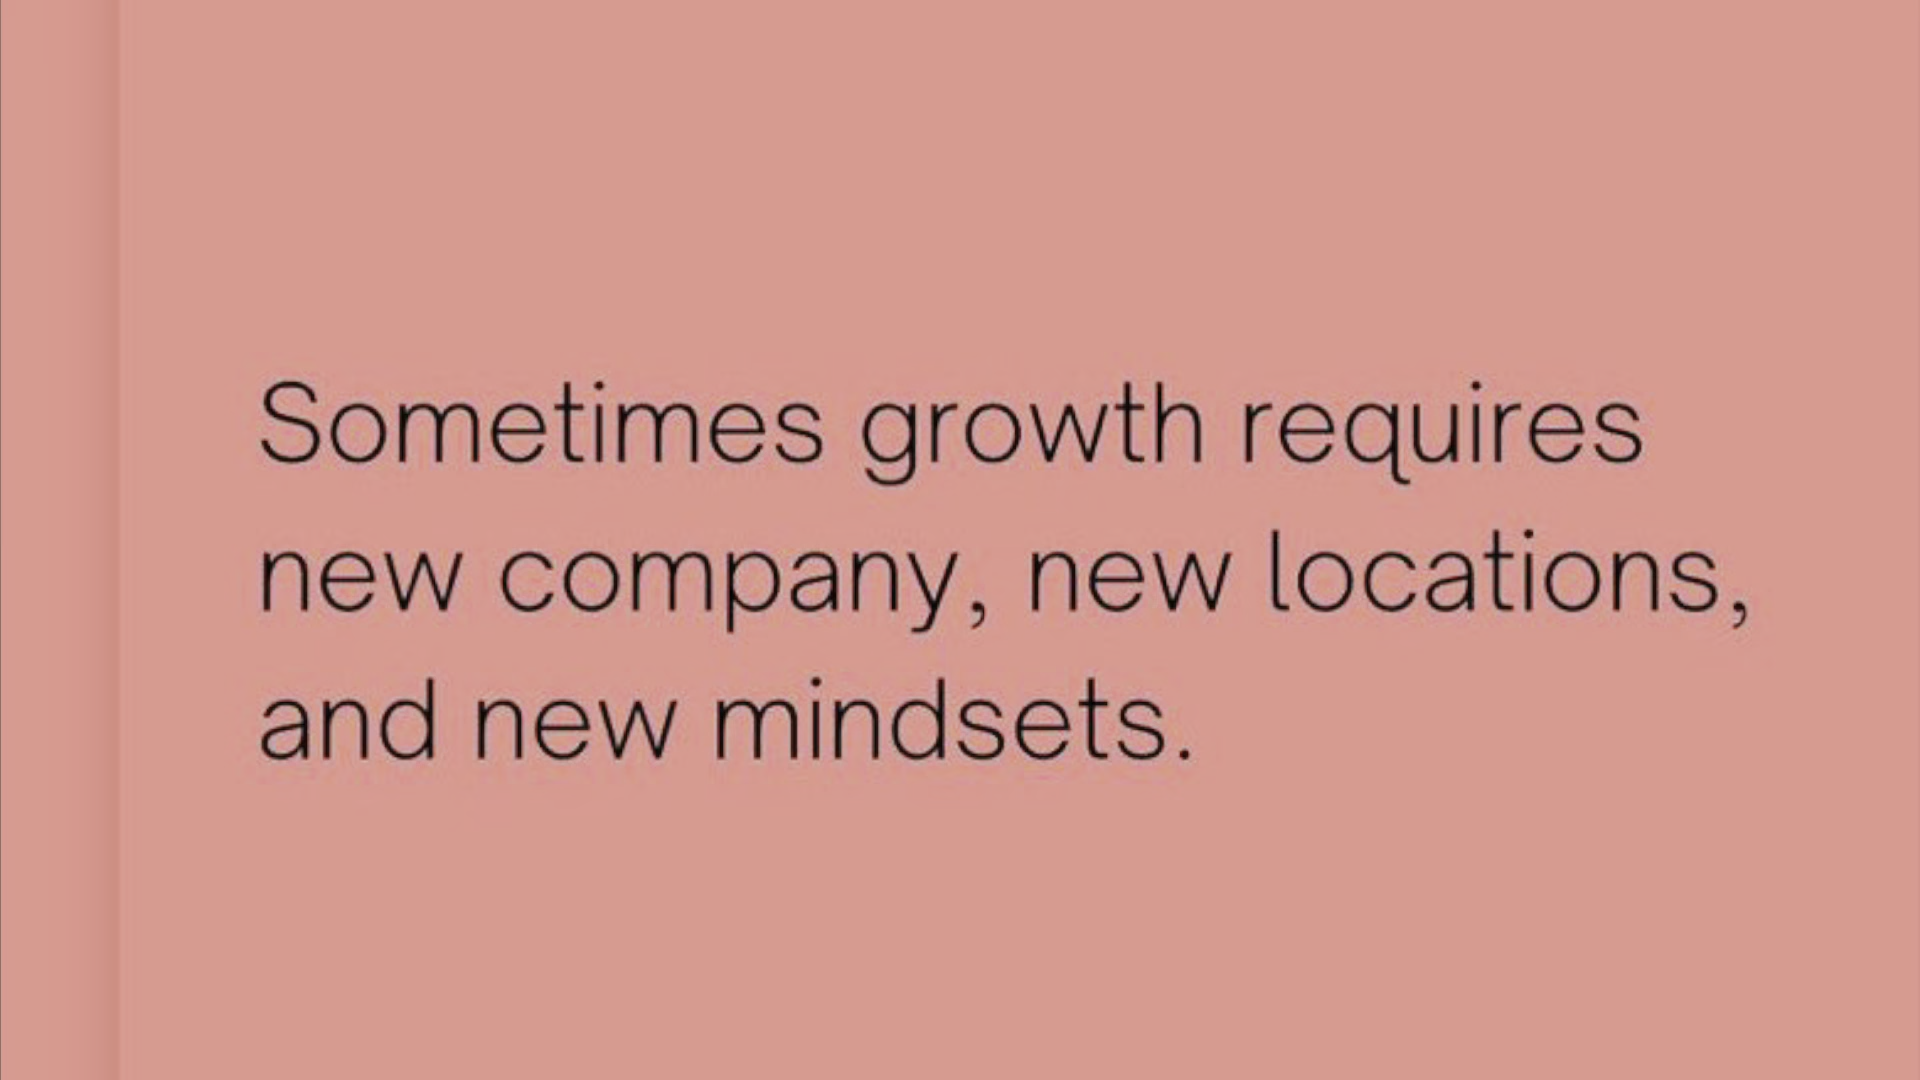 Sometimes growth requires
new company, new locations,
and new mindsets.